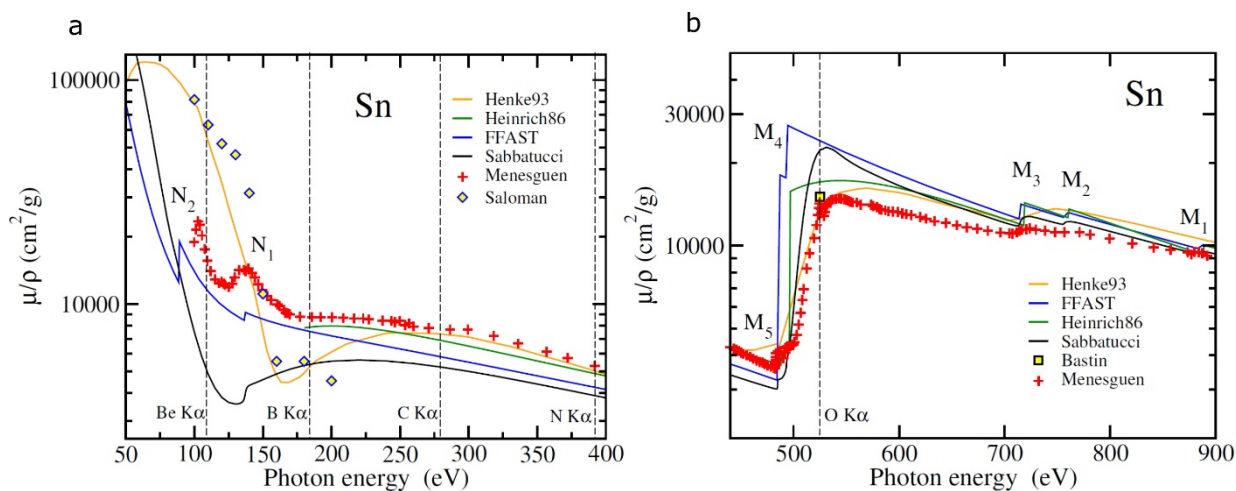 a
Sn
Henke93
Heinrich86
FFAST
Sabbatucci
Menesguen
Saloman
N2
N1
Be Kα
B Kα
C Kα
N Kα
100000
10000
μ/ρ (cm²/g)
50 100 150 200 250 300 350 400
Photon energy (eV)
b
Sn
M5
M4
M3
M2
M1
Henke93
FFAST
Heinrich86
Sabbatucci
Bastin
Menesguen
O Kα
30000
10000
μ/ρ (cm²/g)
500 600 700 800 900
Photon energy (eV)